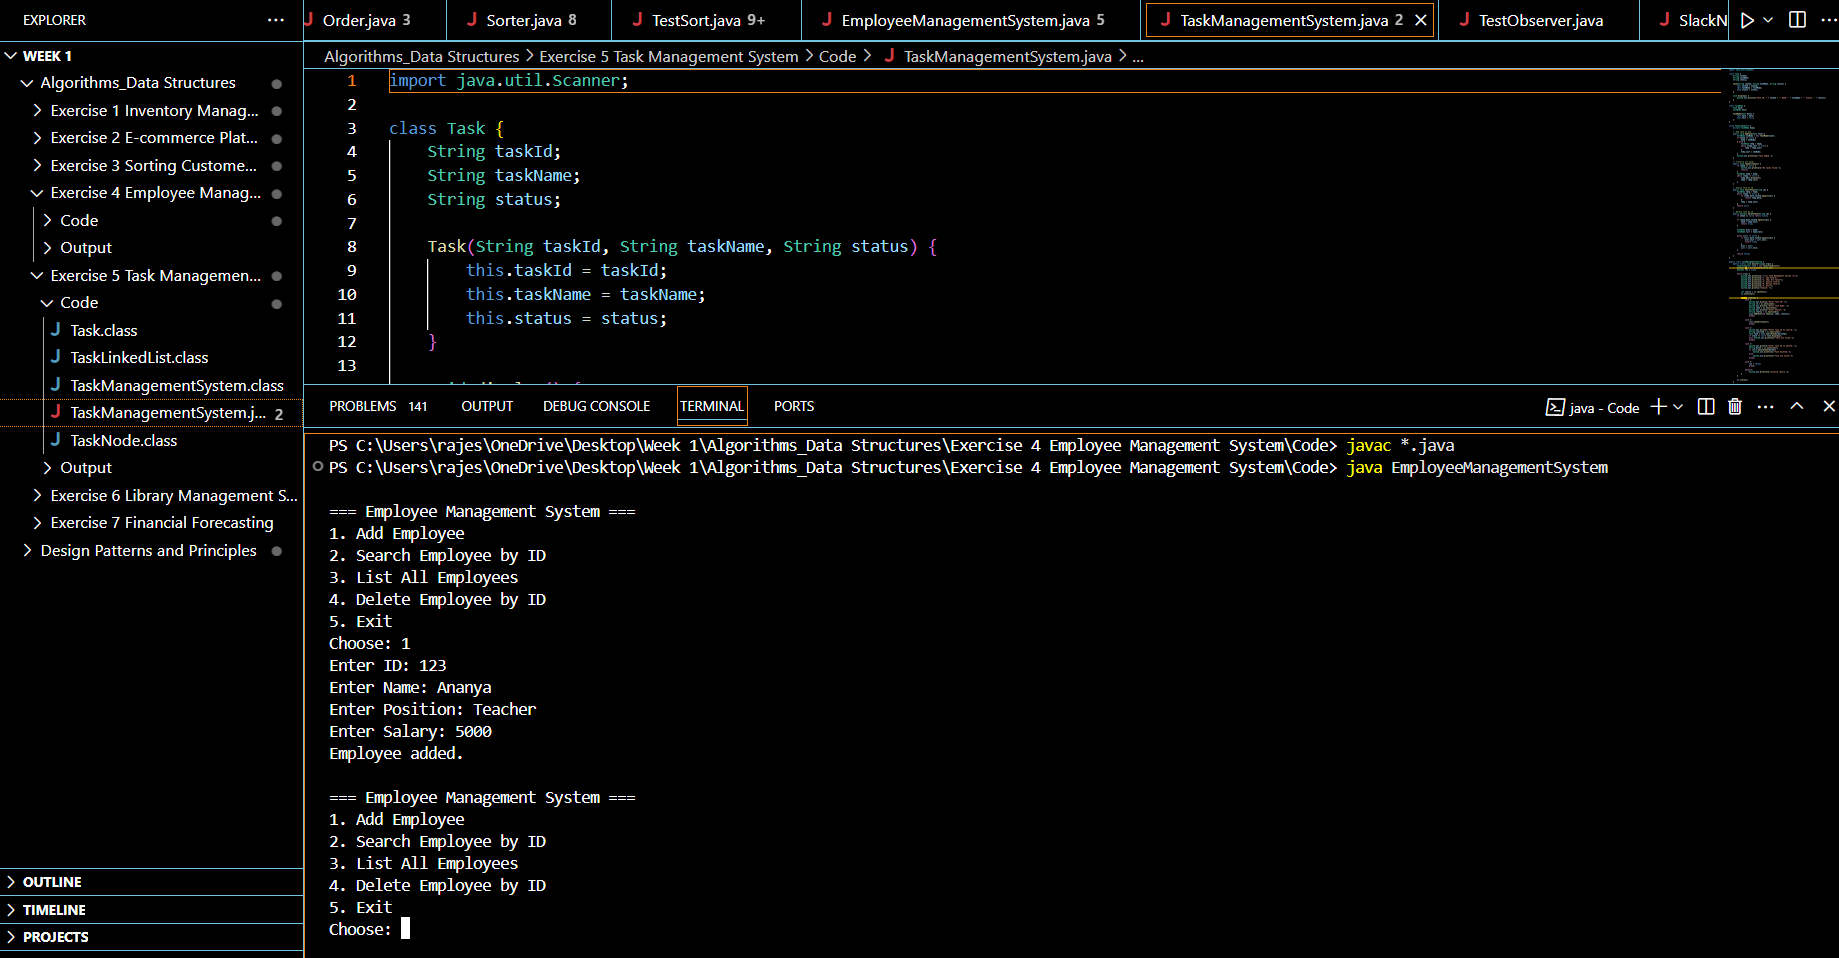 EXPLORER
WEEK 1
Algorithms_Data Structures
Exercise 1 Inventory Manag...
Exercise 2 E-commerce Plat...
Exercise 3 Sorting Custome...
Exercise 4 Employee Manag...
Code
Output
Exercise 5 Task Managemen...
Code
Task.class
TaskLinkedList.class
TaskManagementSystem.class
TaskManagementSystem.j... 2
TaskNode.class
Output
Exercise 6 Library Management S...
Exercise 7 Financial Forecasting
Design Patterns and Principles
OUTLINE
TIMELINE
PROJECTS
Order.java 3 Sorter.java 8 TestSort.java 9+ EmployeeManagementSystem.java 5 TaskManagementSystem.java 2 TestObserver.java SlackN
Algorithms_Data Structures > Exercise 5 Task Management System > Code > TaskManagementSystem.java > ...
1 import java.util.Scanner;
2
3 class Task {
4 String taskId;
5 String taskName;
6 String status;
7
8 Task(String taskId, String taskName, String status) {
9 this.taskId = taskId;
10 this.taskName = taskName;
11 this.status = status;
12 }
13
PROBLEMS 141 OUTPUT DEBUG CONSOLE TERMINAL PORTS java - Code
PS C:\Users\rajes\OneDrive\Desktop\Week 1\Algorithms_Data Structures\Exercise 4 Employee Management System\Code> javac *.java
PS C:\Users\rajes\OneDrive\Desktop\Week 1\Algorithms_Data Structures\Exercise 4 Employee Management System\Code> java EmployeeManagementSystem
=== Employee Management System ===
1. Add Employee
2. Search Employee by ID
3. List All Employees
4. Delete Employee by ID
5. Exit
Choose: 1
Enter ID: 123
Enter Name: Ananya
Enter Position: Teacher
Enter Salary: 5000
Employee added.
=== Employee Management System ===
1. Add Employee
2. Search Employee by ID
3. List All Employees
4. Delete Employee by ID
5. Exit
Choose: